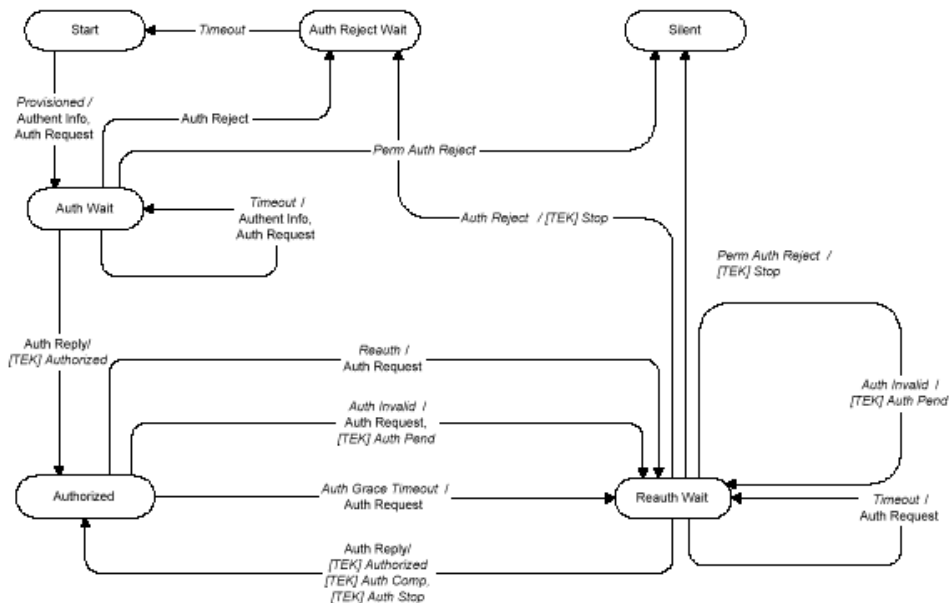 Start
Timeout
Auth Reject Wait
Silent
Provisioned /
Authent Info,
Auth Request
Auth Reject
Perm Auth Reject
Auth Wait
Timeout /
Authent Info,
Auth Request
Auth Reject / [TEK] Stop
Perm Auth Reject /
[TEK] Stop
Auth Reply/
[TEK] Authorized
Reauth /
Auth Request
Auth Invalid /
[TEK] Auth Pend
Auth Invalid /
Auth Request,
[TEK] Auth Pend
Authorized
Auth Grace Timeout /
Auth Request
Reauth Wait
Timeout /
Auth Request
Auth Reply/
[TEK] Authorized
[TEK] Auth Comp,
[TEK] Auth Stop